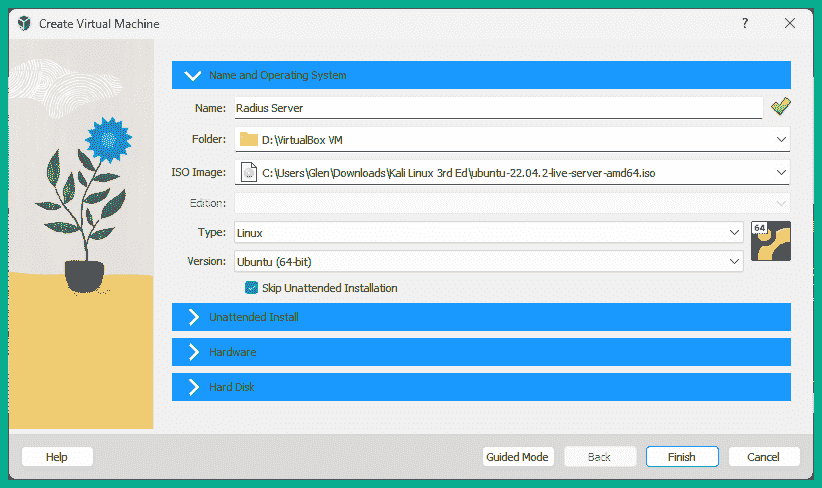 Create Virtual Machine
?
Name and Operating System
Name: Radius Server
Folder: D:\VirtualBox VM
ISO Image: C:\Users\Glen\Downloads\Kali Linux 3rd Ed\ubuntu-22.04.2-live-server-amd64.iso
Edition:
Type: Linux
64
Version: Ubuntu (64-bit)
Skip Unattended Installation
Unattended Install
Hardware
Hard Disk
Help Guided Mode Back Finish Cancel